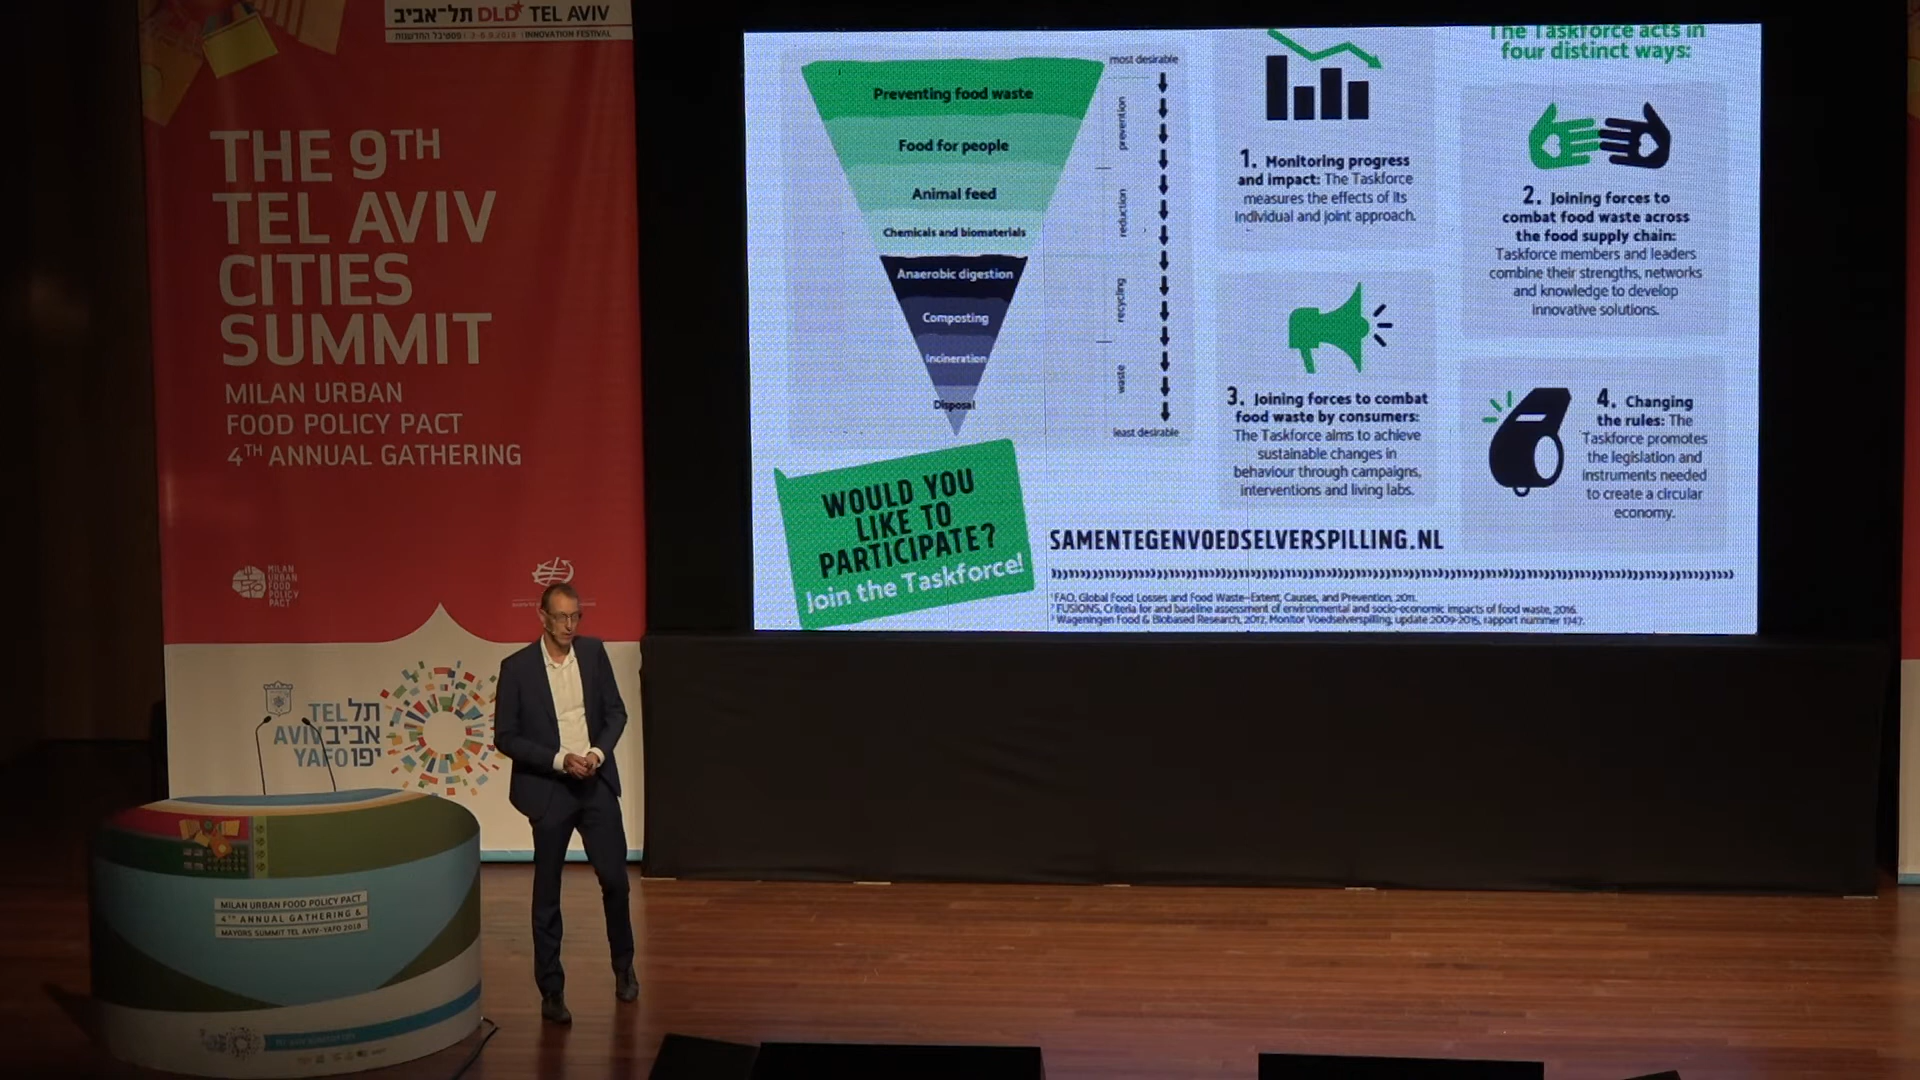 תל-אביב DLD TEL AVIV
פסטיבל החדשנות | 2-6.9.2018 | INNOVATION FESTIVAL
THE 9TH
TEL AVIV
CITIES
SUMMIT
MILAN URBAN
FOOD POLICY PACT
4TH ANNUAL GATHERING
MILAN
URBAN
FOOD
POLICY
PACT
TEL תל
AVIV אביב
YAFO יפו
MILAN URBAN FOOD POLICY PACT
4TH ANNUAL GATHERING &
MAYORS SUMMIT TEL AVIV-YAFO 2018
Preventing food waste
Food for people
Animal feed
Chemicals and biomaterials
Anaerobic digestion
Composting
Incineration
Disposal
most desirable
prevention
reduction
recycling
waste
least desirable
WOULD YOU
LIKE TO
PARTICIPATE?
Join the Taskforce!
1. Monitoring progress
and impact: The Taskforce
measures the effects of its
individual and joint approach.
The Taskforce acts in
four distinct ways:
2. Joining forces to
combat food waste across
the food supply chain:
Taskforce members and leaders
combine their strengths, networks
and knowledge to develop
innovative solutions.
3. Joining forces to combat
food waste by consumers:
The Taskforce aims to achieve
sustainable changes in
behaviour through campaigns,
interventions and living labs.
4. Changing
the rules: The
Taskforce promotes
the legislation and
instruments needed
to create a circular
economy.
SAMENTEGENVOEDSELVERSPILLING.NL
1 FAO, Global Food Losses and Food Waste–Extent, Causes, and Prevention, 2011.
2 FUSIONS, Criteria for and baseline assessment of environmental and socio-economic impacts of food waste, 2016.
3 Wageningen Food & Biobased Research, 2017, Monitor Voedselverspilling, update 2009-2015, rapport nummer 1747.